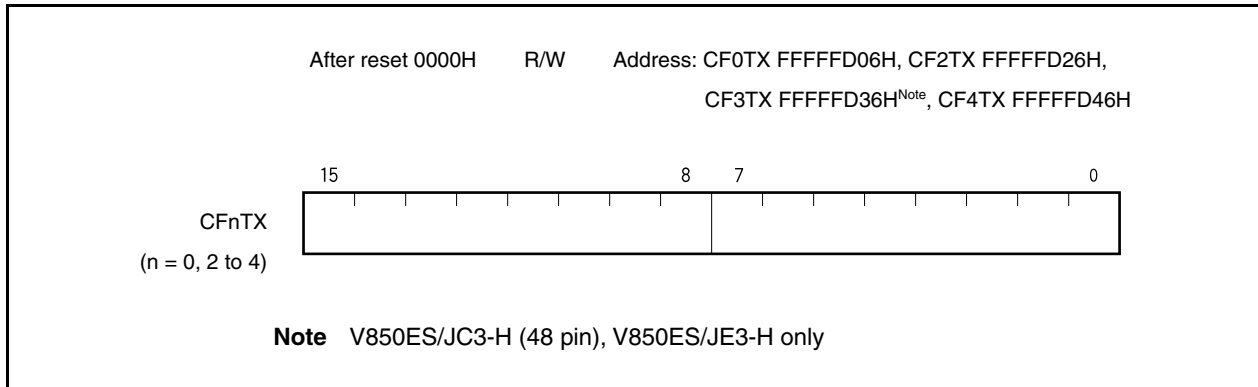 After reset 0000H R/W Address: CF0TX FFFFFD06H, CF2TX FFFFFD26H,
CF3TX FFFFFD36HNote, CF4TX FFFFFD46H
15 8 7 0
CFnTX
(n = 0, 2 to 4)
Note V850ES/JC3-H (48 pin), V850ES/JE3-H only